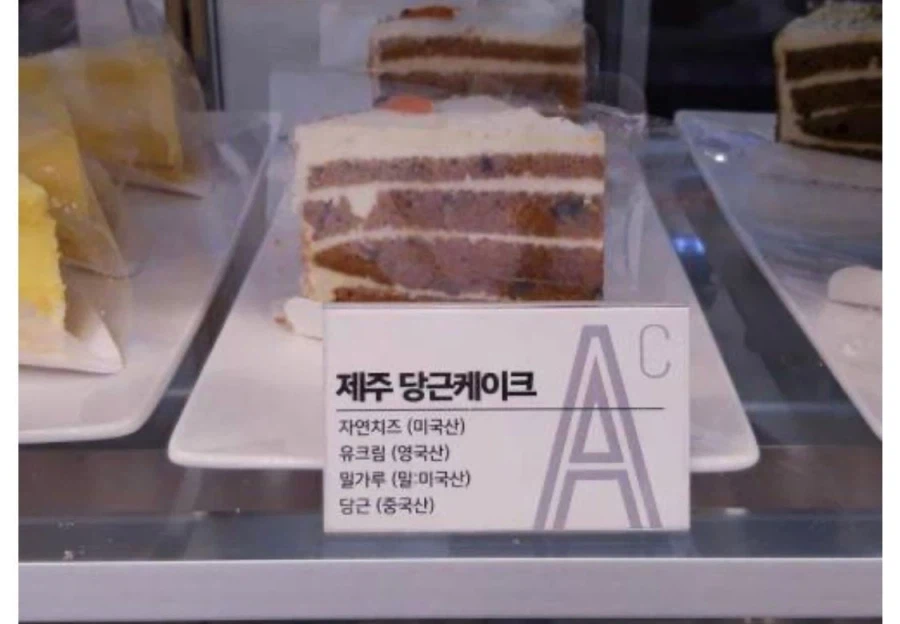 AC
제주 당근케이크
자연치즈 (미국산)
유크림 (영국산)
밀가루 (밀:미국산)
당근 (중국산)